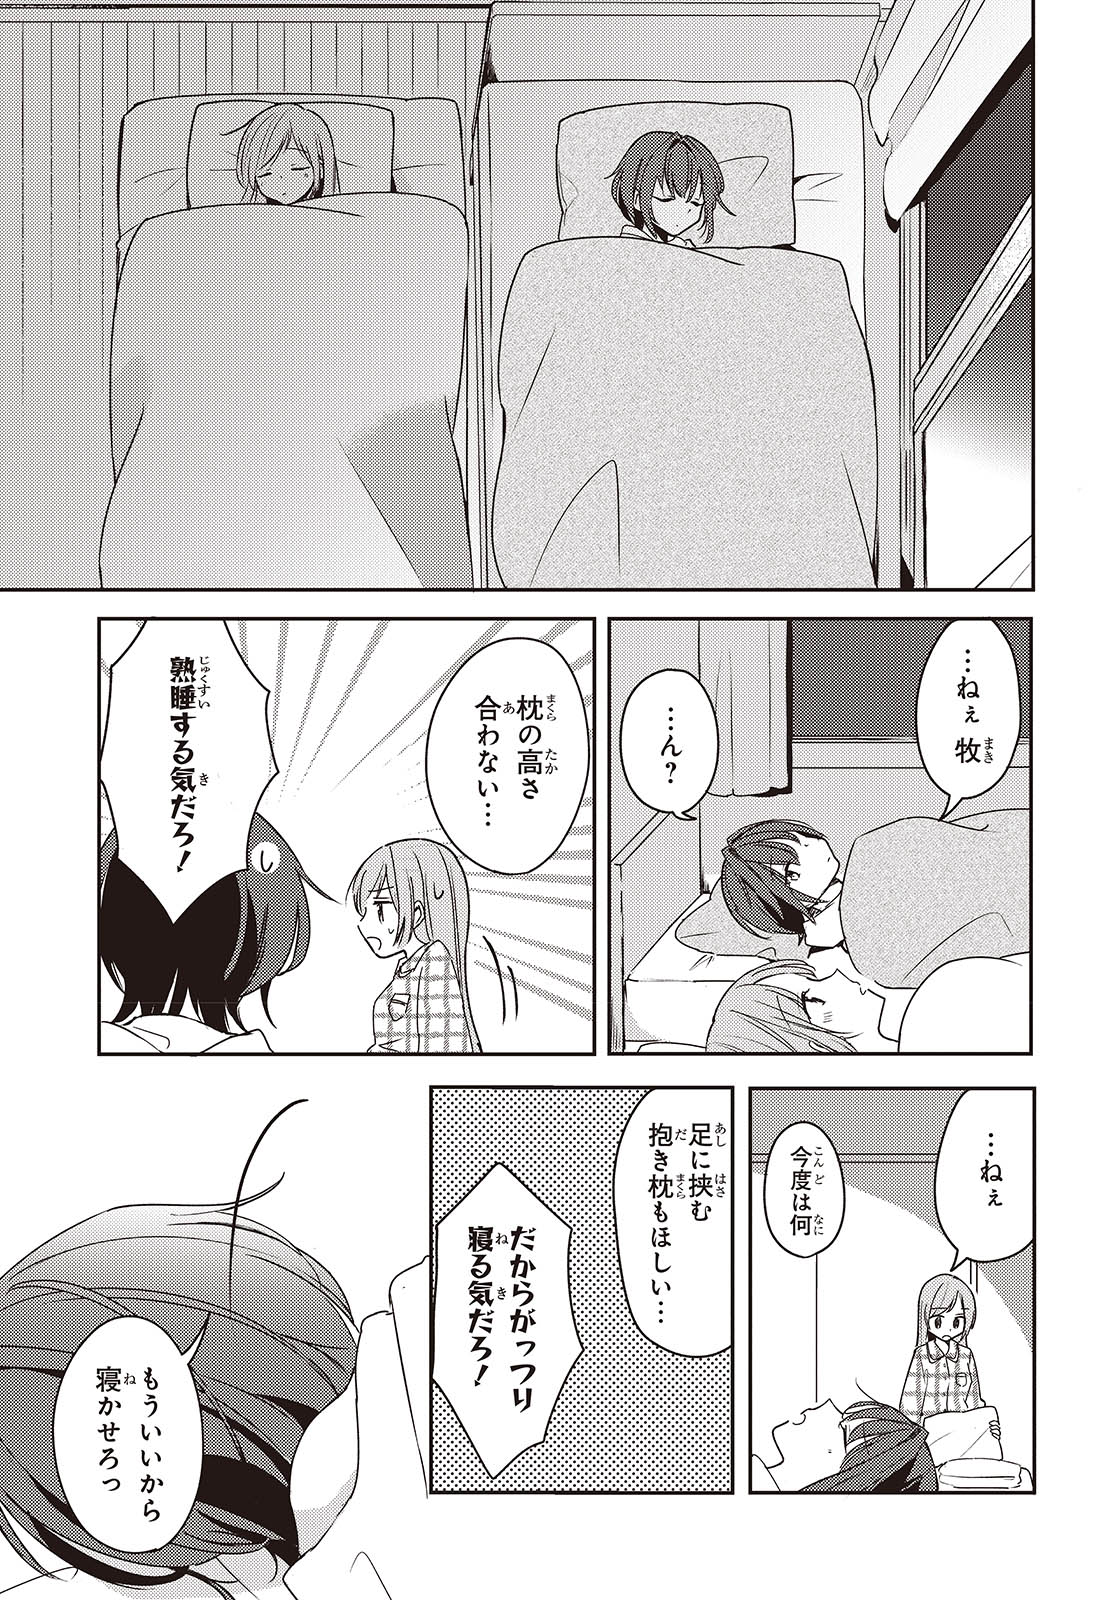 …ねぇ 牧
…ん？
枕の高さ
合わない…
熟睡する気だろ！
…ねぇ
今度は何
足に挟む
抱き枕もほしい…
だからがっつり
寝る気だろ！
もういいから
寝かせろっ